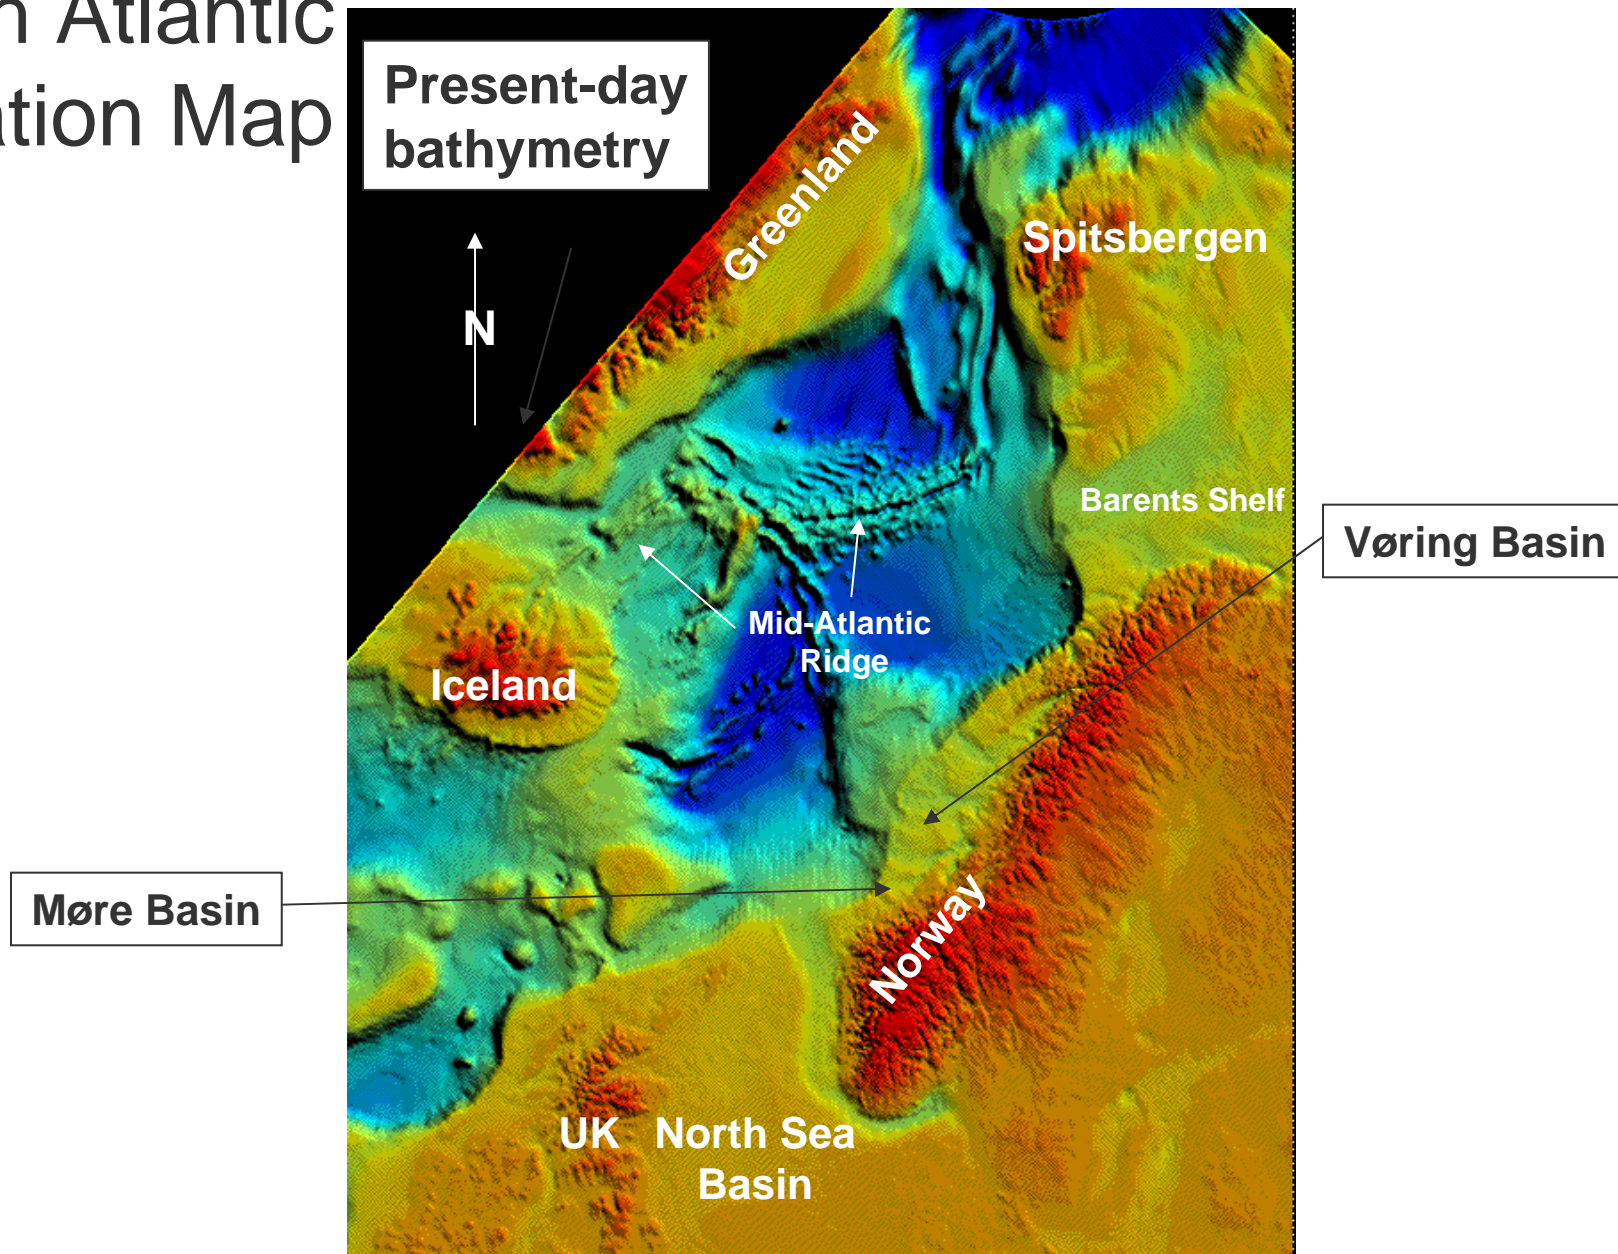 Atlantic
Map
Present-day
bathymetry
N
Greenland
Spitsbergen
Barents Shelf
Vøring Basin
Mid-Atlantic
Ridge
Iceland
Møre Basin
Norway
UK North Sea
Basin